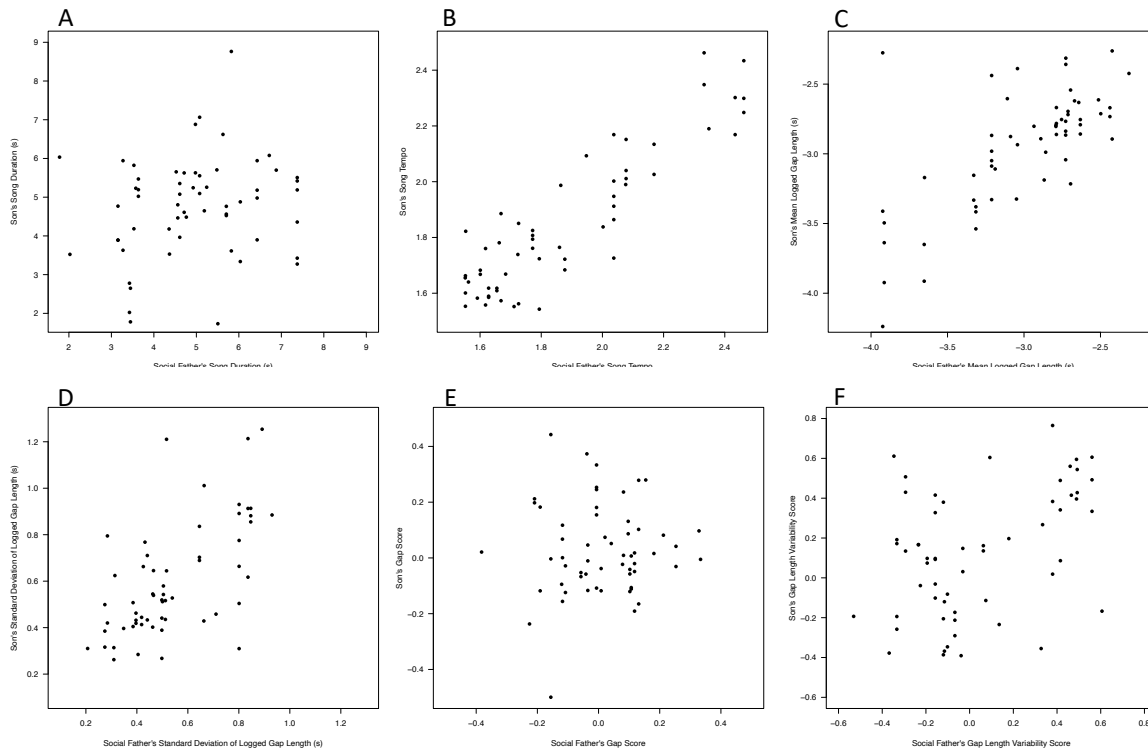 A
B
C
9
8
7
6
5
4
3
2
Son's Song Duration (s)
2 3 4 5 6 7 8 9
Social Father's Song Duration (s)
2.4
2.2
2.0
1.8
1.6
Son's Song Tempo
1.6 1.8 2.0 2.2 2.4
Social Father's Song Tempo
−2.5
−3.0
−3.5
−4.0
Son's Mean Logged Gap Length (s)
−4.0 −3.5 −3.0 −2.5
Social Father's Mean Logged Gap Length (s)
D
E
F
1.2
1.0
0.8
0.6
0.4
0.2
Son's Standard Deviation of Logged Gap Length (s)
0.2 0.4 0.6 0.8 1.0 1.2
Social Father's Standard Deviation of Logged Gap Length (s)
0.4
0.2
0.0
−0.2
−0.4
Son's Gap Score
−0.4 −0.2 0.0 0.2 0.4
Social Father's Gap Score
0.8
0.6
0.4
0.2
0.0
−0.2
−0.4
−0.6
Son's Gap Length Variability Score
−0.6 −0.4 −0.2 0.0 0.2 0.4 0.6 0.8
Social Father's Gap Length Variability Score